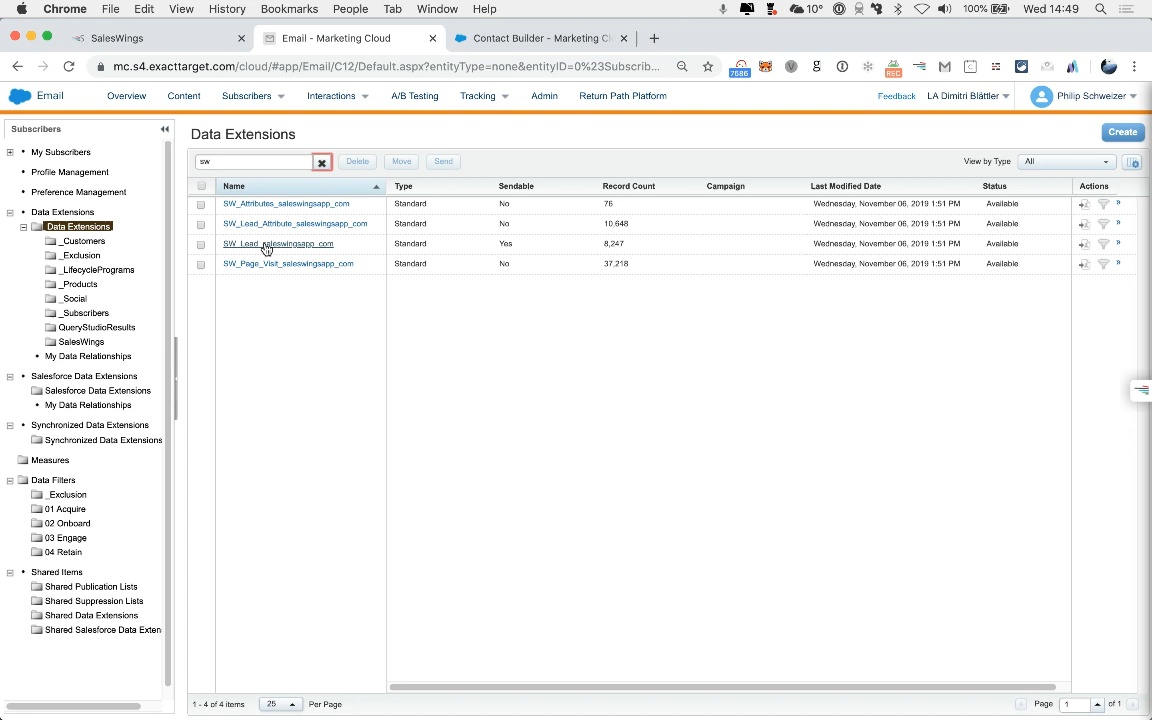 Chrome File Edit View History Bookmarks People Tab Window Help 10° 100% Wed 14:49
SalesWings Email - Marketing Cloud Contact Builder - Marketing Cl
mc.s4.exacttarget.com/cloud/#app/Email/C12/Default.aspx?entityType=none&entityID=0%23Subscrib... 7686 REC
Email Overview Content Subscribers Interactions A/B Testing Tracking Admin Return Path Platform Feedback LA Dimitri Blättler Philip Schweizer
Subscribers
My Subscribers
Profile Management
Preference Management
Data Extensions
Data Extensions
_Customers
_Exclusion
_LifecyclePrograms
_Products
_Social
_Subscribers
QueryStudioResults
SalesWings
My Data Relationships
Salesforce Data Extensions
Salesforce Data Extensions
My Data Relationships
Synchronized Data Extensions
Synchronized Data Extensions
Measures
Data Filters
_Exclusion
01 Acquire
02 Onboard
03 Engage
04 Retain
Shared Items
Shared Publication Lists
Shared Suppression Lists
Shared Data Extensions
Shared Salesforce Data Exten
Data Extensions
Create
sw Delete Move Send View by Type All
Name Type Sendable Record Count Campaign Last Modified Date Status Actions
SW_Attributes_saleswingsapp_com Standard No 76 Wednesday, November 06, 2019 1:51 PM Available
SW_Lead_Attribute_saleswingsapp_com Standard No 10,648 Wednesday, November 06, 2019 1:51 PM Available
SW_Lead_saleswingsapp_com Standard Yes 8,247 Wednesday, November 06, 2019 1:51 PM Available
SW_Page_Visit_saleswingsapp_com Standard No 37,218 Wednesday, November 06, 2019 1:51 PM Available
1 - 4 of 4 items 25 Per Page Page 1 of 1